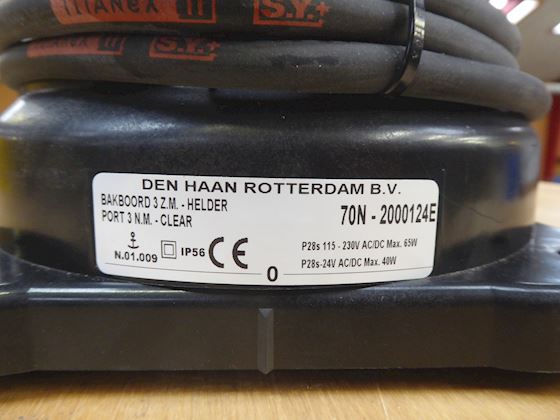 TITANEX S.Y.
TITANEX S.Y.
DEN HAAN ROTTERDAM B.V.
BAKBOORD 3 Z.M. - HELDER
PORT 3 N.M. - CLEAR
70N - 2000124E
N.01.009
IP56 CE
P28s 115 - 230V AC/DC Max. 65W
P28s-24V AC/DC Max. 40W
0